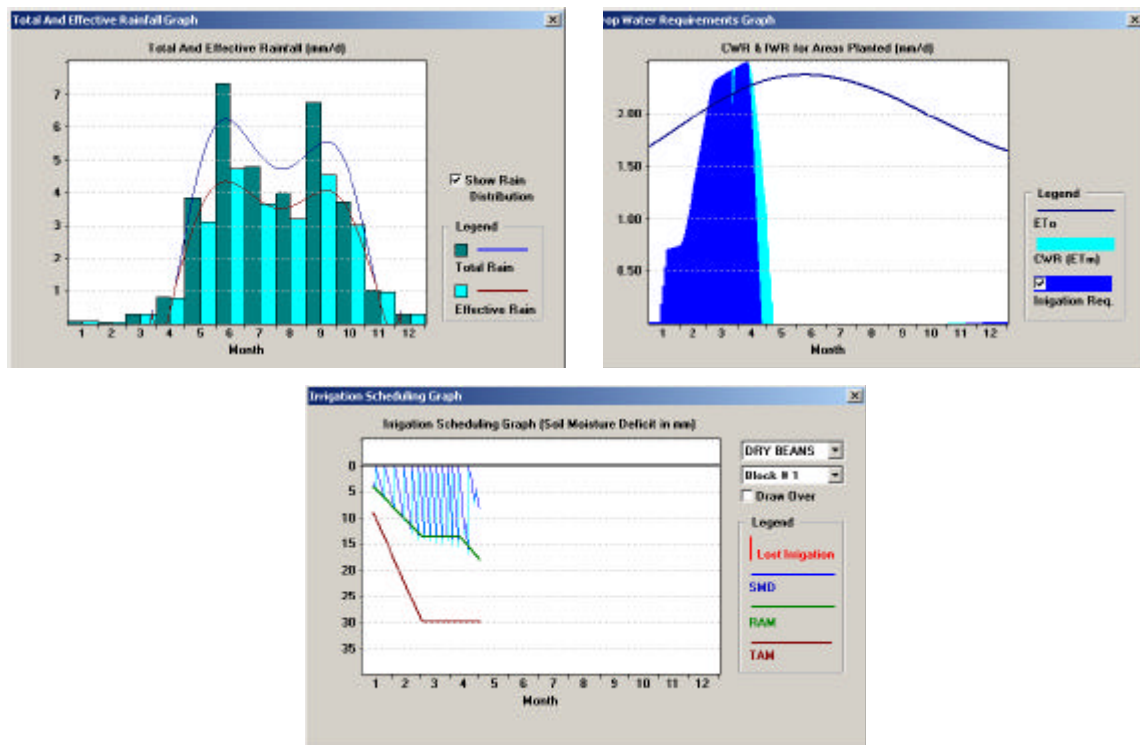 Total And Effective Rainfall Graph
Total And Effective Rainfall (mm/d)
7
6
5
4
3
2
1
1 2 3 4 5 6 7 8 9 10 11 12
Month
Show Rain
Distribution
Legend
Total Rain
Effective Rain
op Water Requirements Graph
CWR & IWR for Areas Planted (mm/d)
2.00
1.50
1.00
0.50
1 2 3 4 5 6 7 8 9 10 11 12
Month
Legend
ETo
CWR (ETm)
Irrigation Req.
Irrigation Scheduling Graph
Irrigation Scheduling Graph (Soil Moisture Deficit in mm)
0
5
10
15
20
25
30
35
1 2 3 4 5 6 7 8 9 10 11 12
Month
DRY BEANS
Block # 1
Draw Over
Legend
Lost Irrigation
SMD
RAM
TAM